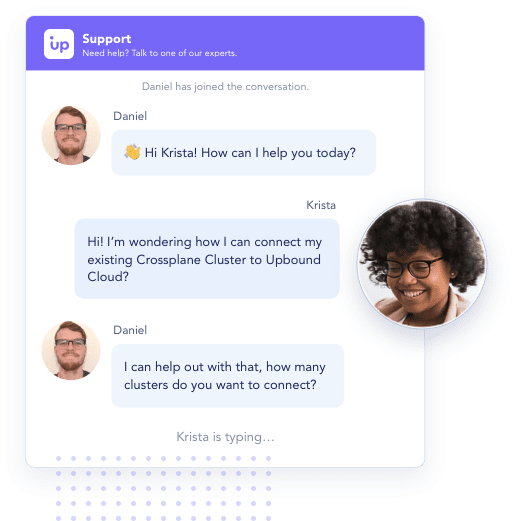 up
Support
Need help? Talk to one of our experts.
Daniel has joined the conversation.
Daniel
👋 Hi Krista! How can I help you today?
Krista
Hi! I’m wondering how I can connect my
existing Crossplane Cluster to Upbound
Cloud?
Daniel
I can help out with that, how many
clusters do you want to connect?
Krista is typing...